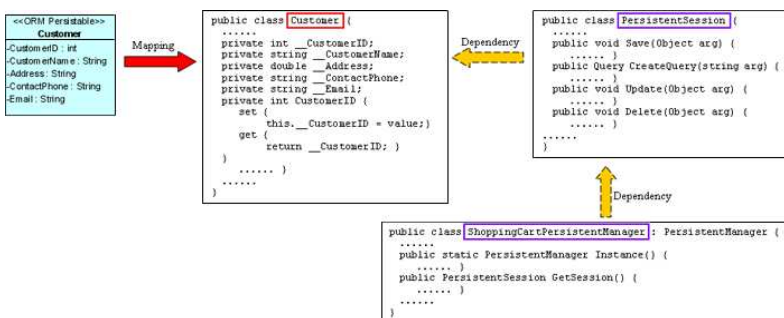 <<ORM Persistable>>
Customer
-CustomerID : int
-CustomerName : String
-Address : String
-ContactPhone : String
-Email : String
Mapping
public class Customer {
......
private int __CustomerID;
private string __CustomerName;
private double __Address;
private string __ContactPhone;
private string __Email;
private int CustomerID {
set {
this.__CustomerID = value;}
get {
return __CustomerID; }
}
...... }
......
}
Dependency
public class PersistentSession {
......
public void Save(Object arg) {
...... }
public Query CreateQuery(string arg) {
...... }
public void Update(Object arg) {
...... }
public void Delete(Object arg) {
...... }
......
}
Dependency
public class ShoppingCartPersistentManager : PersistentManager {
......
public static PersistentManager Instance() {
...... }
public PersistentSession GetSession() {
...... }
......
}